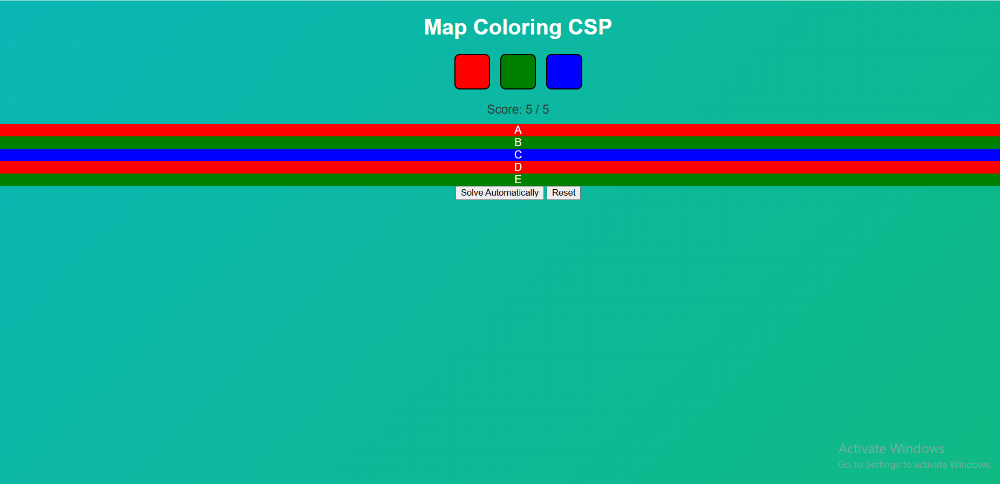 Map Coloring CSP
Score: 5 / 5
A
B
C
D
E
Solve Automatically Reset
Activate Windows
Go to Settings to activate Windows.